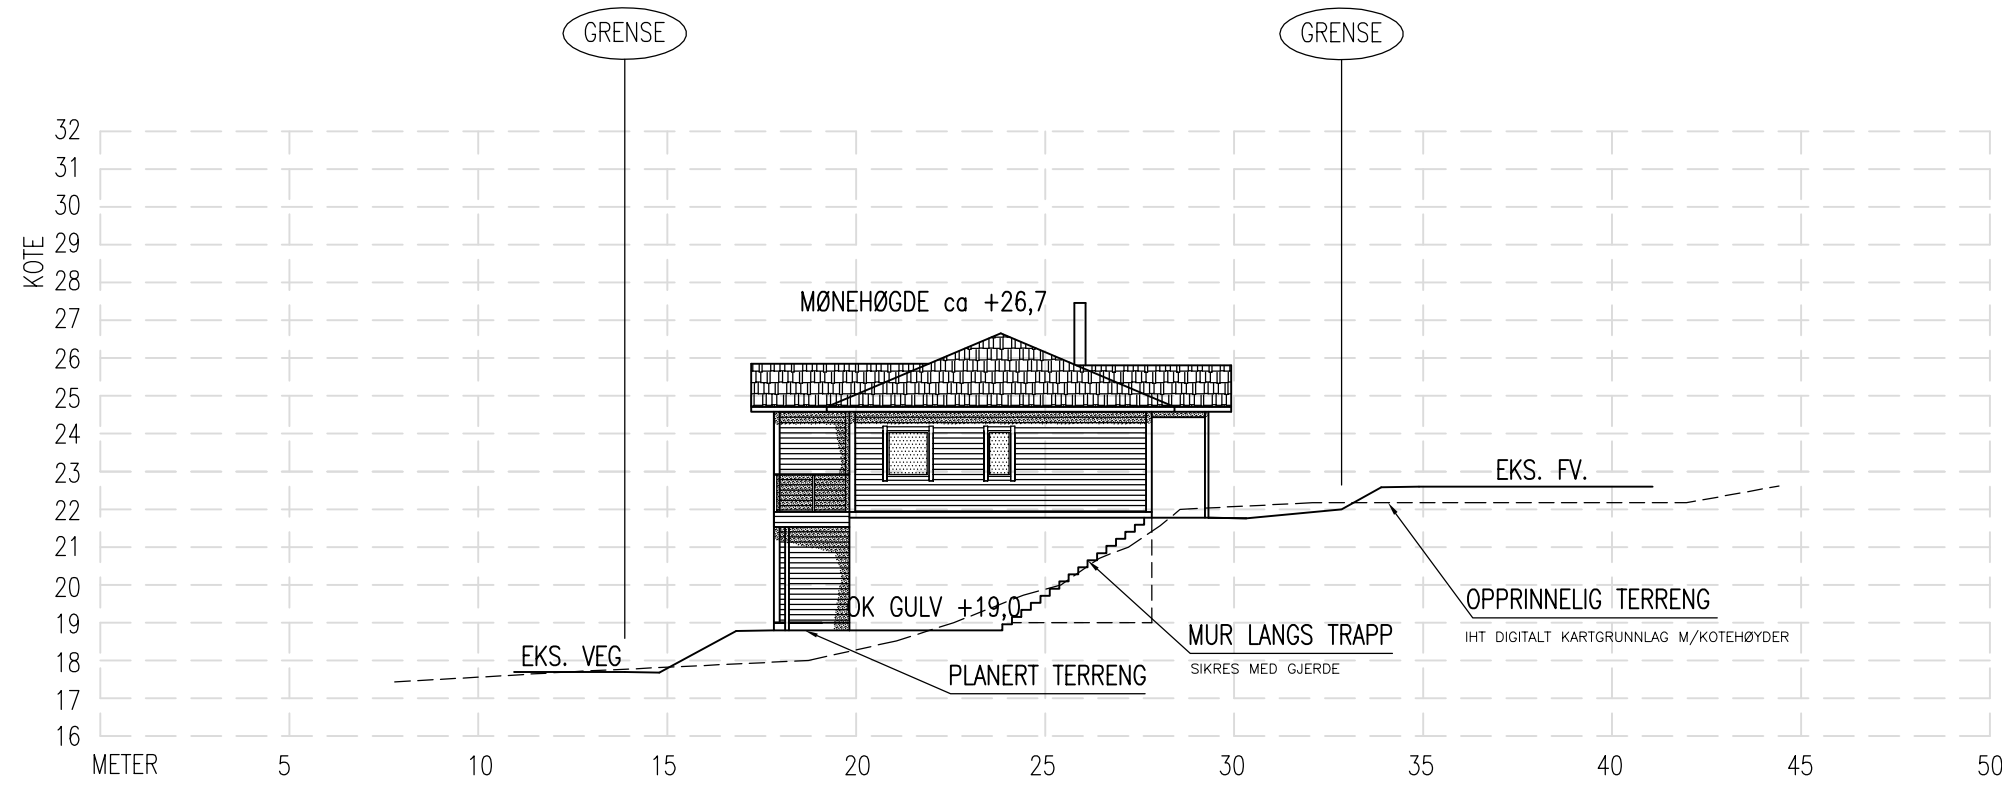 GRENSE
GRENSE
32
31
30
29
28
27
26
25
24
23
22
21
20
19
18
17
16
KOTE
MØNEHØGDE ca +26,7
EKS. FV.
OK GULV +19,0
OPPRINNELIG TERRENG
IHT DIGITALT KARTGRUNNLAG M/KOTEHØYDER
MUR LANGS TRAPP
SIKRES MED GJERDE
EKS. VEG
PLANERT TERRENG
METER 5 10 15 20 25 30 35 40 45 50